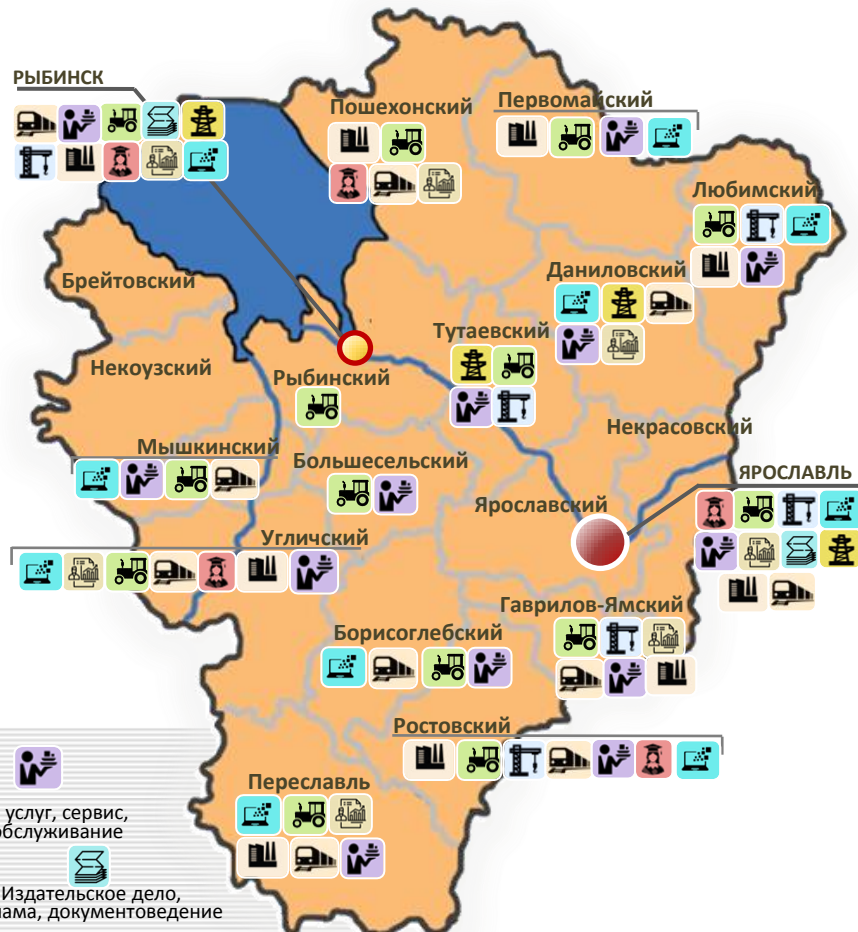 РЫБИНСК
Пошехонский
Первомайский
Любимский
Даниловский
Брейтовский
Тутаевский
Некоузский
Рыбинский
Некрасовский
Мышкинский
Большесельский
ЯРОСЛАВЛЬ
Ярославский
Угличский
Гаврилов-Ямский
Борисоглебский
Ростовский
Переславль
услуг, сервис,
обслуживание
Издательское дело,
документоведение